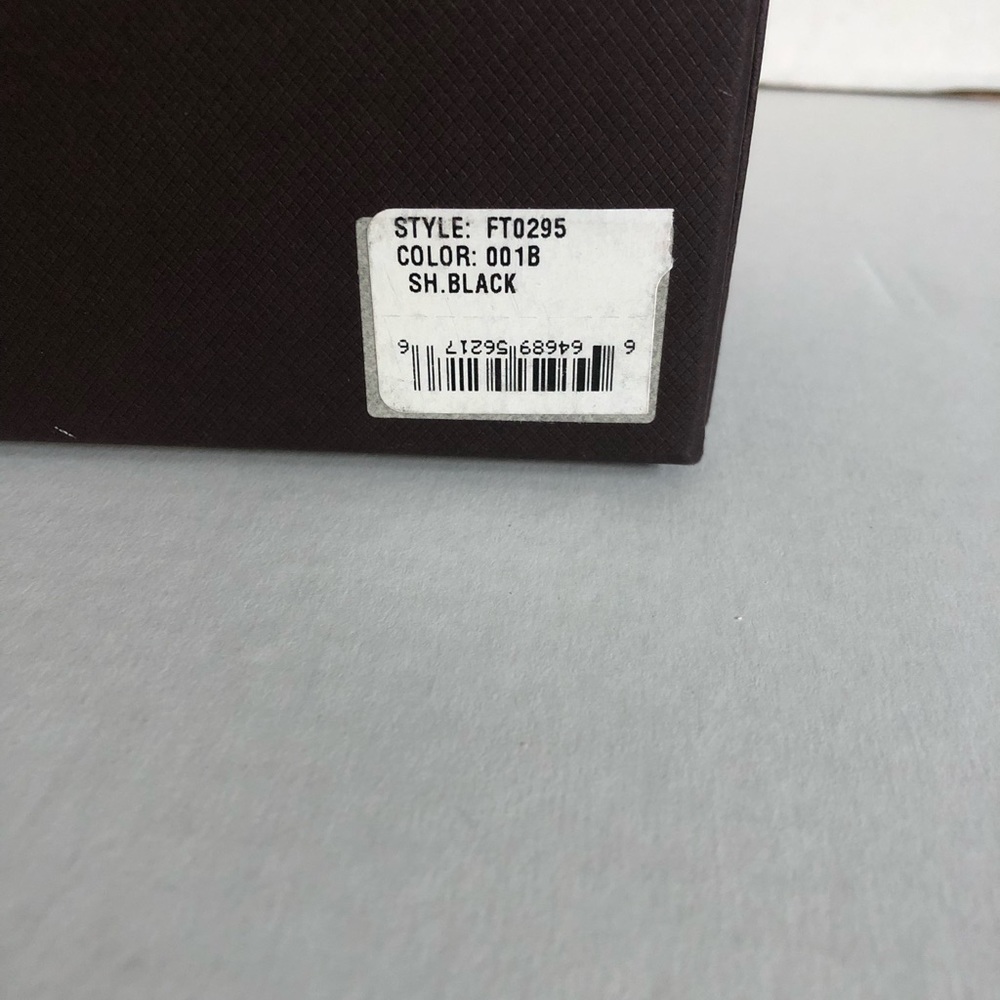 STYLE: FT0295
COLOR: 001B
SH.BLACK
6 64689 56217 6